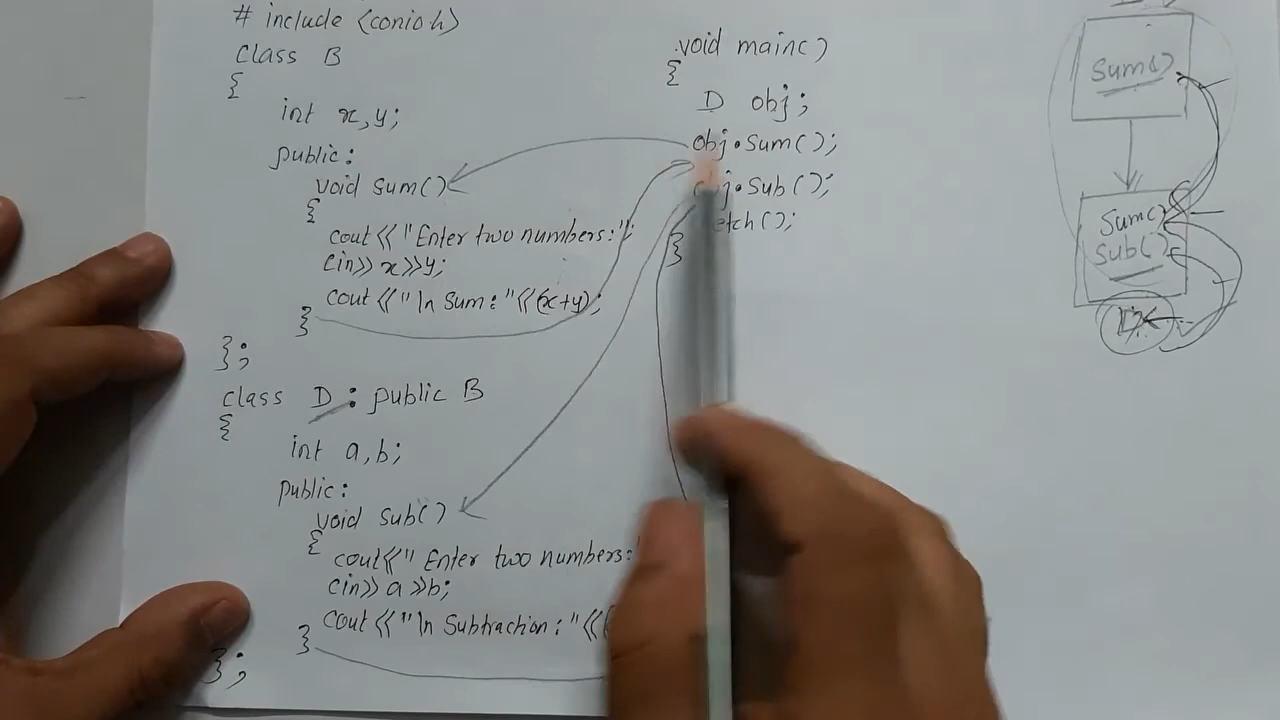 # include <conio.h>
class B
{
int x,y;
public:
void sum()
{
cout<<"Enter two numbers:";
cin>>x>>y;
cout<<"\n Sum:"<<(x+y);
}
};
class D : public B
{
int a,b;
public:
void sub()
{
cout<<" Enter two numbers:"
cin>>a>>b;
cout<<"\n Subtraction:"<<(
}
};
void main()
{
D obj;
obj.sum();
obj.sub();
etch();
}
Sum()
Sum()
Sub()